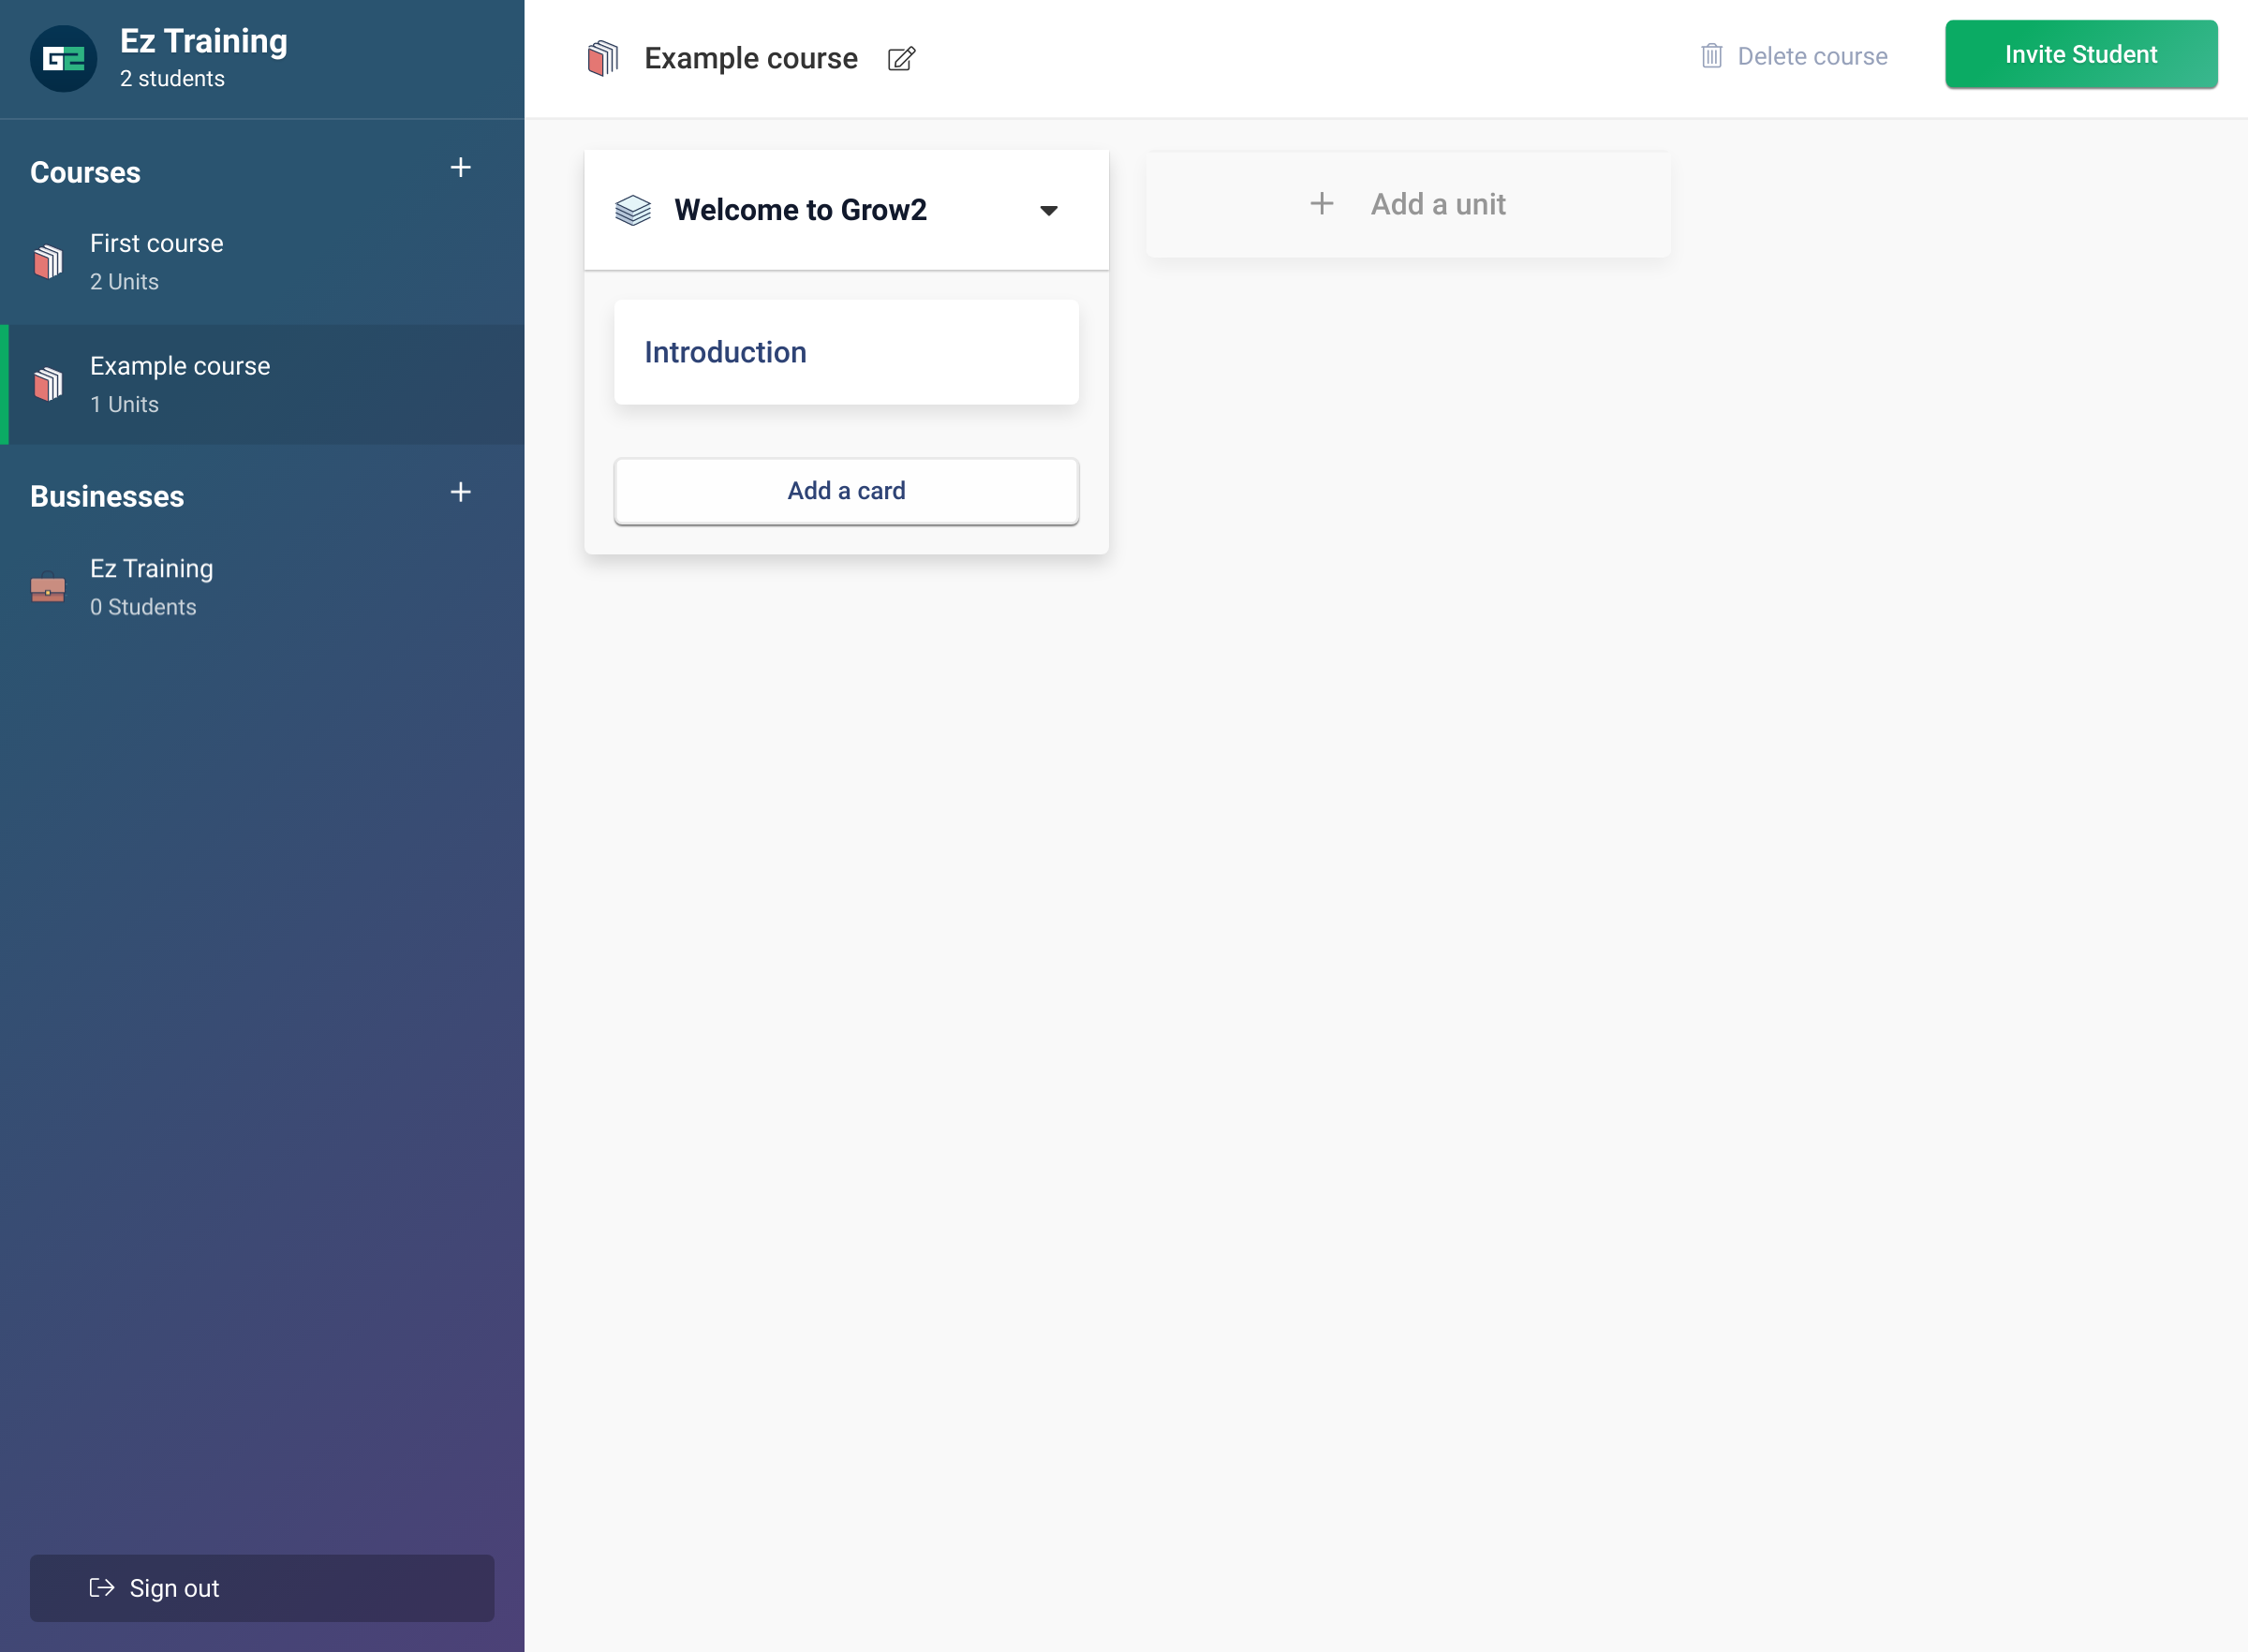 G2
Ez Training
2 students
Courses
First course
2 Units
Example course
1 Units
Businesses
Ez Training
0 Students
Sign out
Example course
Delete course
Invite Student
Welcome to Grow2
Introduction
Add a card
Add a unit